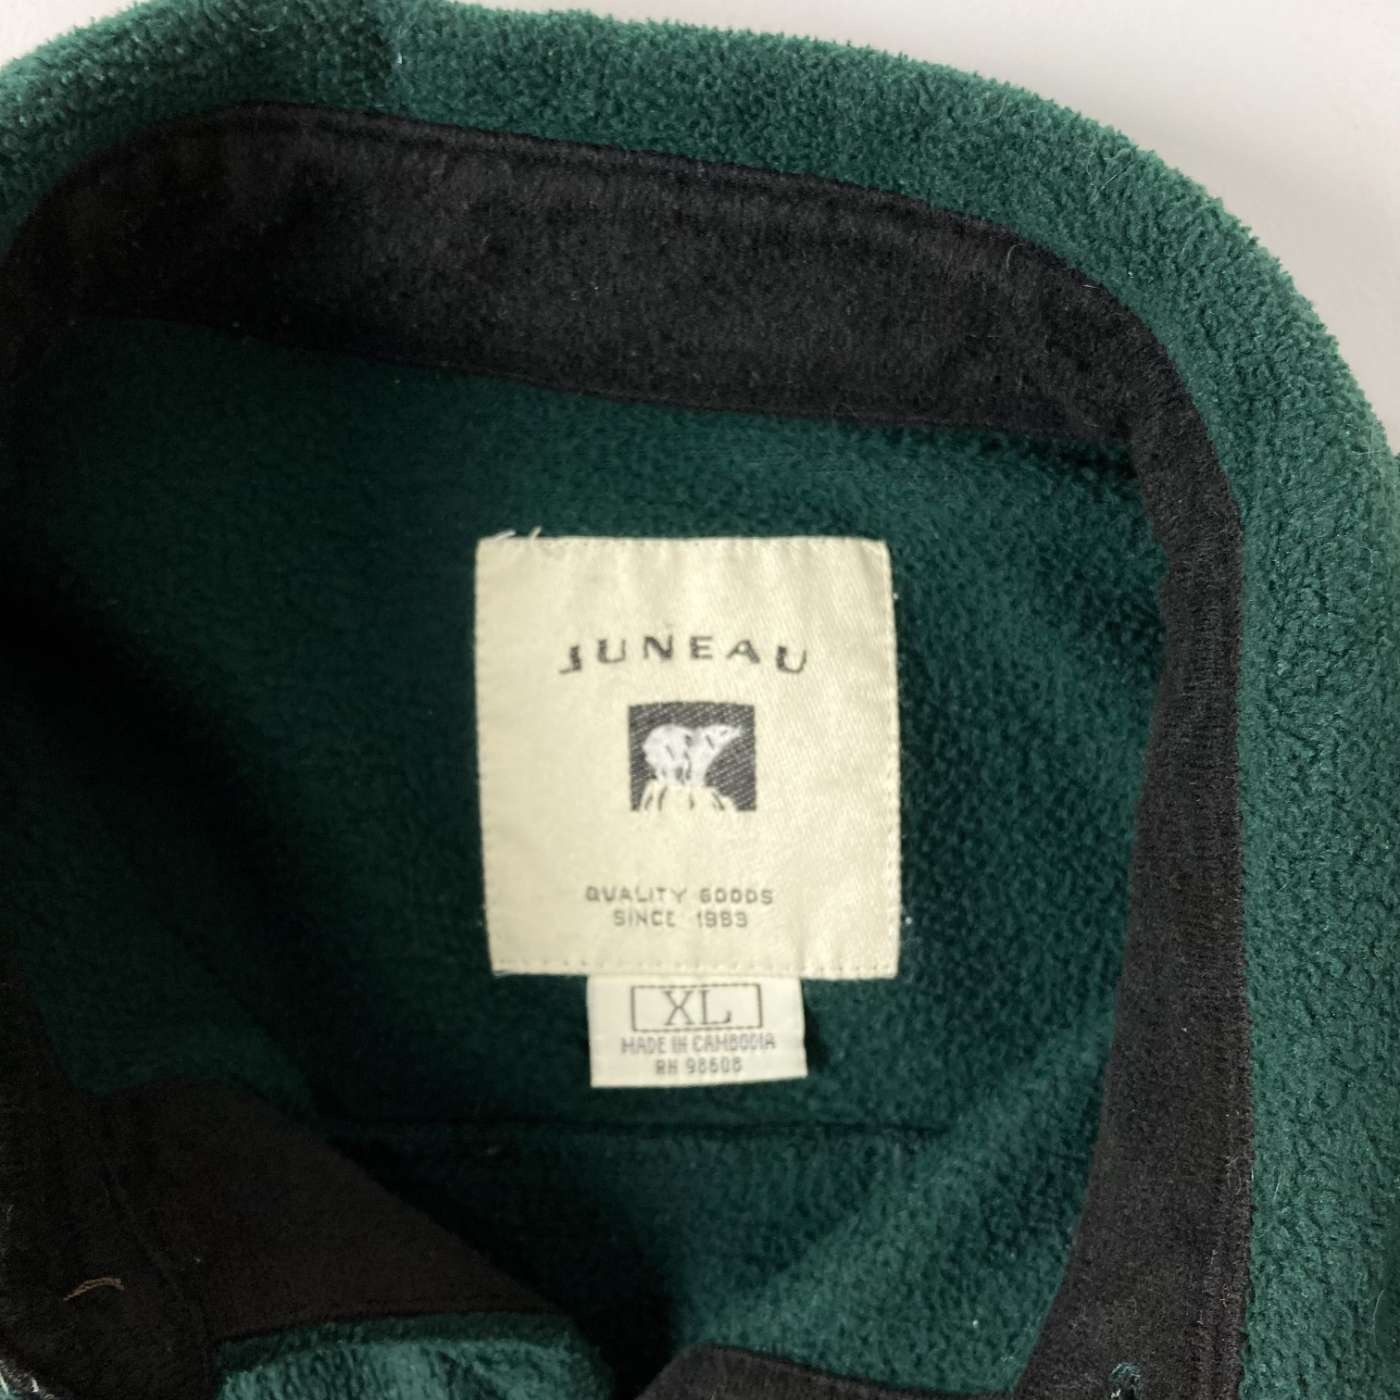 JUNEAU
QUALITY GOODS
SINCE 1983
XL
MADE IN CAMBODIA
RN 98608